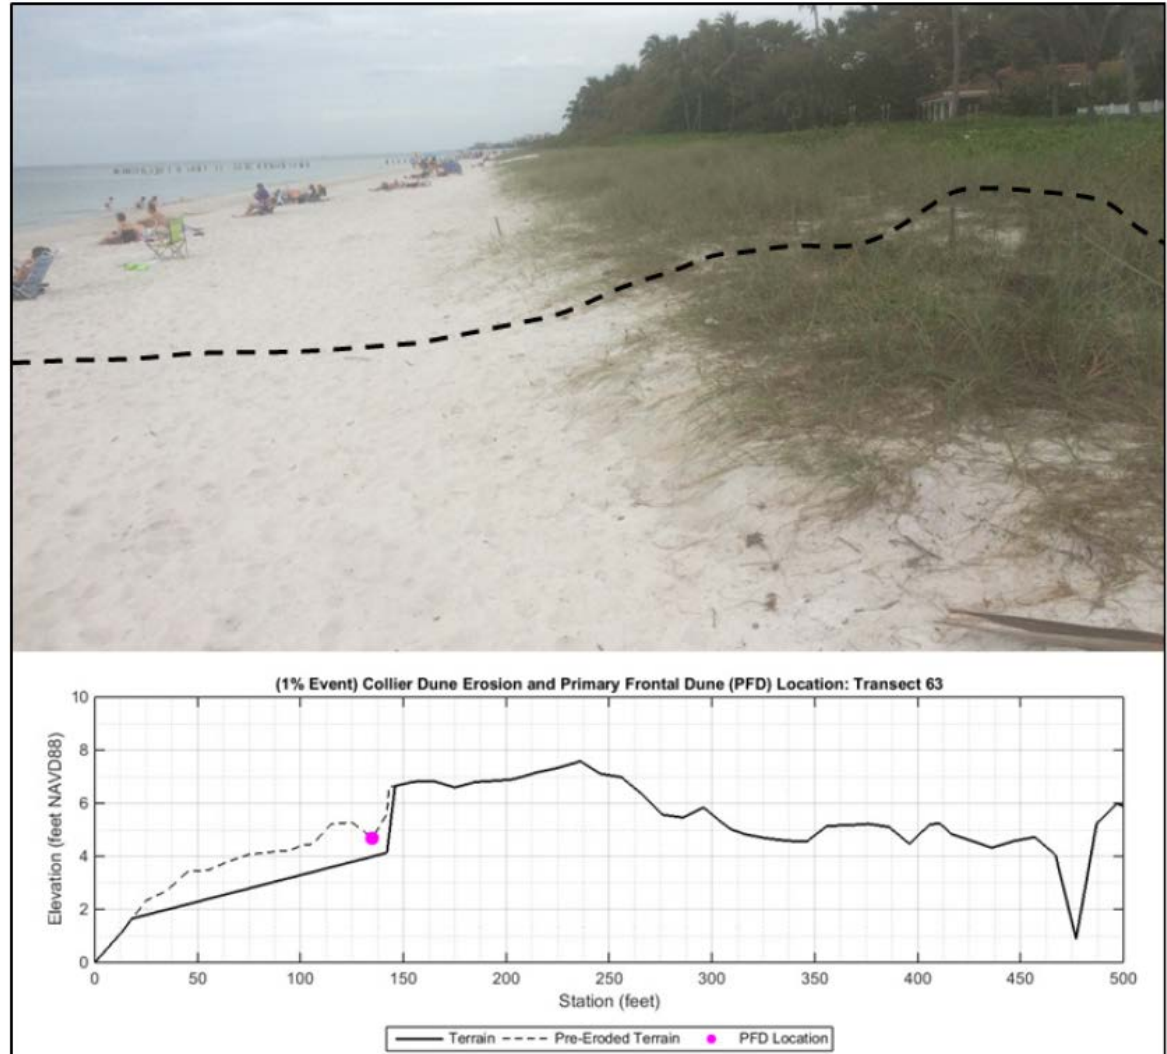 (1% Event) Collier Dune Erosion and Primary Frontal Dune (PFD) Location: Transect 63
10
8
6
4
2
0
Elevation (feet NAVD88)
0 50 100 150 200 250 300 350 400 450 500
Station (feet)
Terrain Pre-Eroded Terrain PFD Location